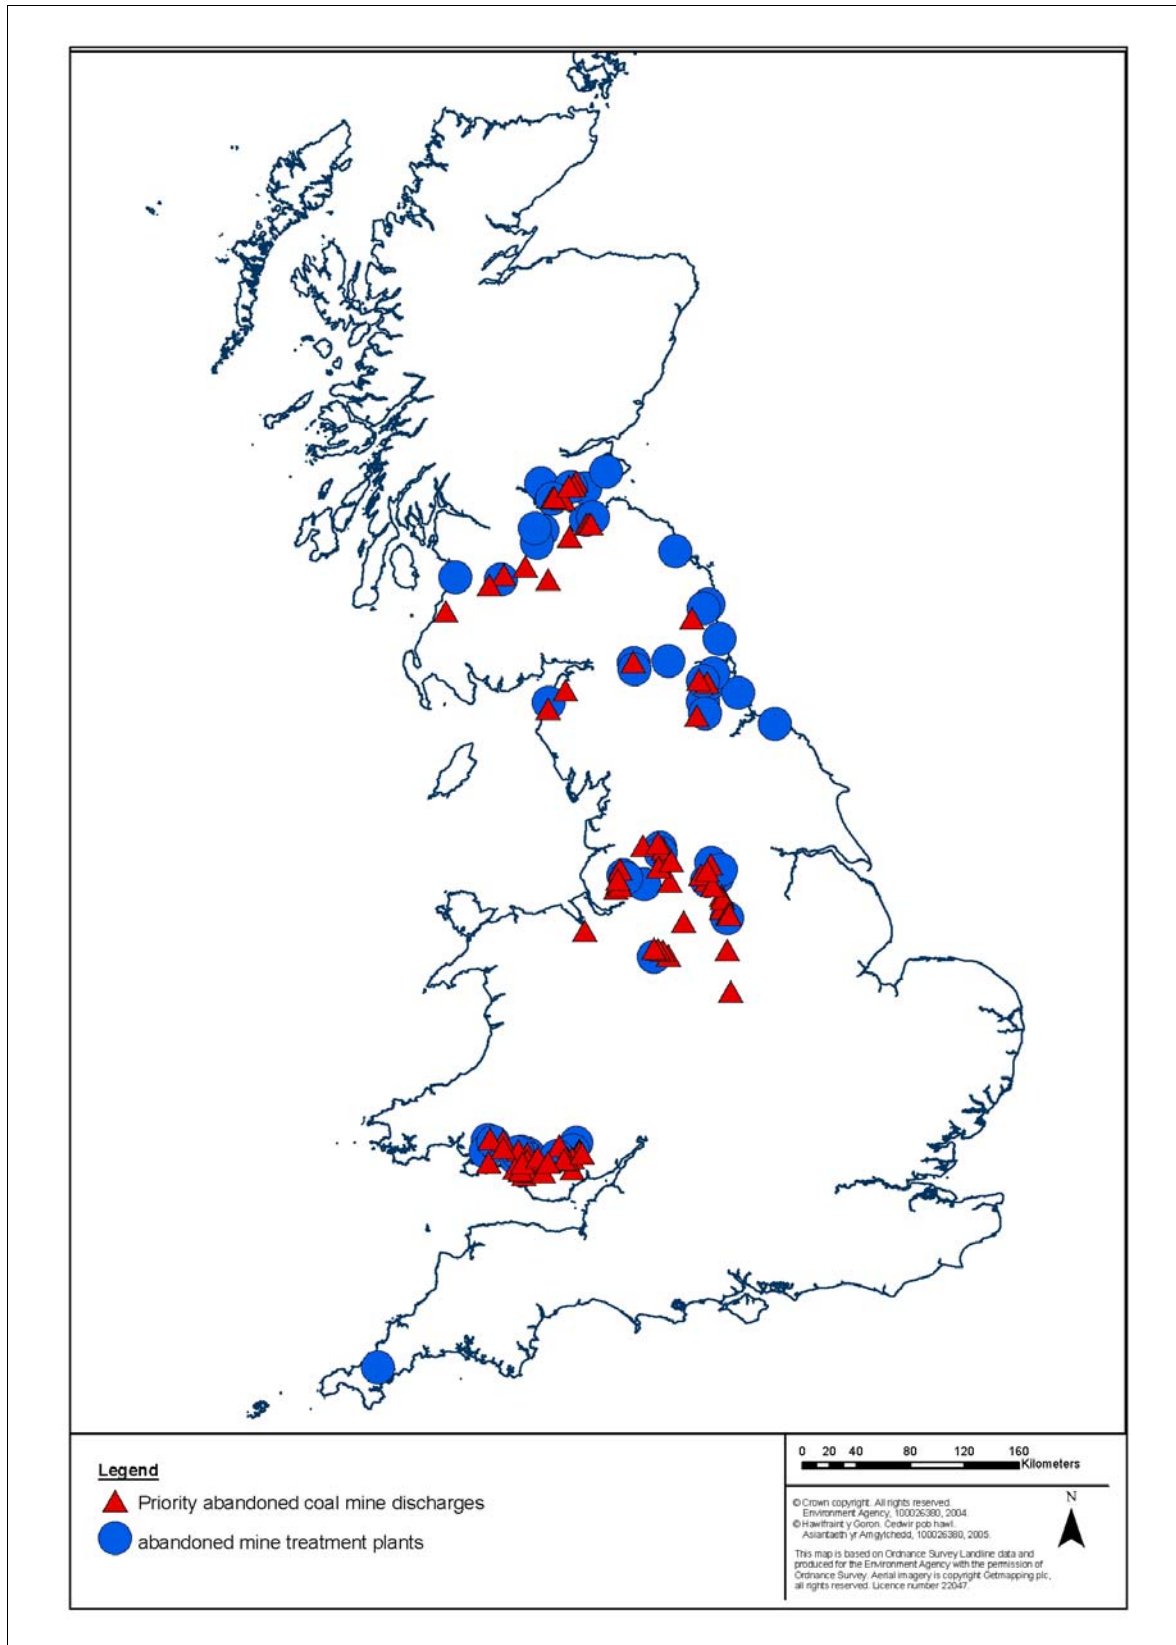 Legend
Priority abandoned coal mine discharges
abandoned mine treatment plants
0 20 40 80 120 160
Kilometers
© Crown copyright. All rights reserved.
Environment Agency, 100026380, 2004.
© Hawlfraint y Goron. Cedwir pob hawl.
Asiantaeth yr Amgylchedd, 100026380, 2005.
N
This map is based on Ordnance Survey Landline data and
produced for the Environment Agency with the permission of
Ordnance Survey. Aerial imagery is copyright Getmapping plc,
all rights reserved. Licence number 22047.